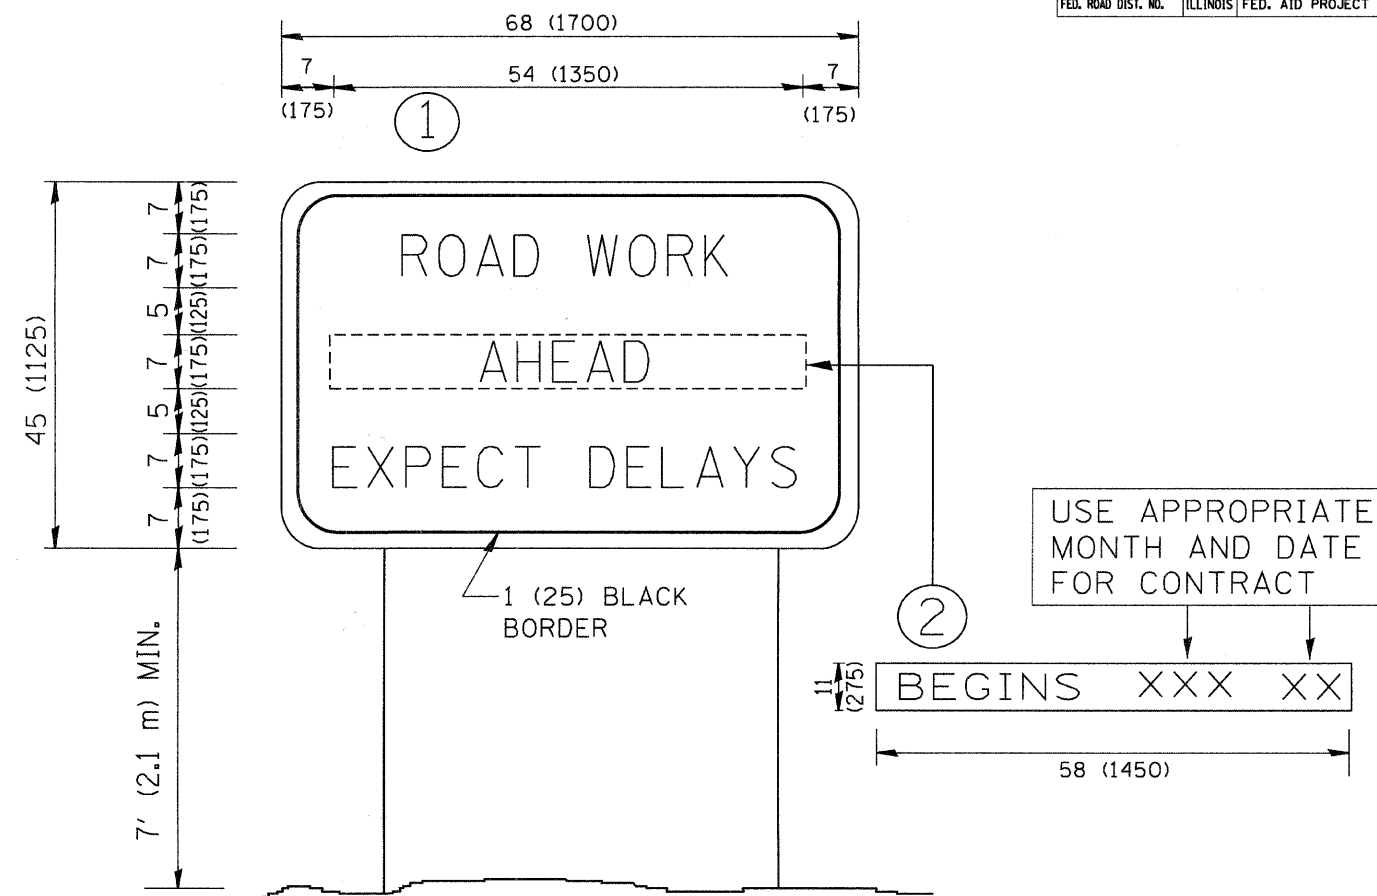 FED. ROAD DIST. NO. ILLINOIS FED. AID PROJECT
68 (1700)
7 54 (1350) 7
(175) (175)
1
45 (1125)
7 (175)
7 (175)
5 (125)
7 (175)
5 (125)
7 (175)
7 (175)
ROAD WORK
AHEAD
EXPECT DELAYS
1 (25) BLACK
BORDER
7' (2.1 m) MIN.
USE APPROPRIATE
MONTH AND DATE
FOR CONTRACT
2
11 (275)
BEGINS XXX XX
58 (1450)